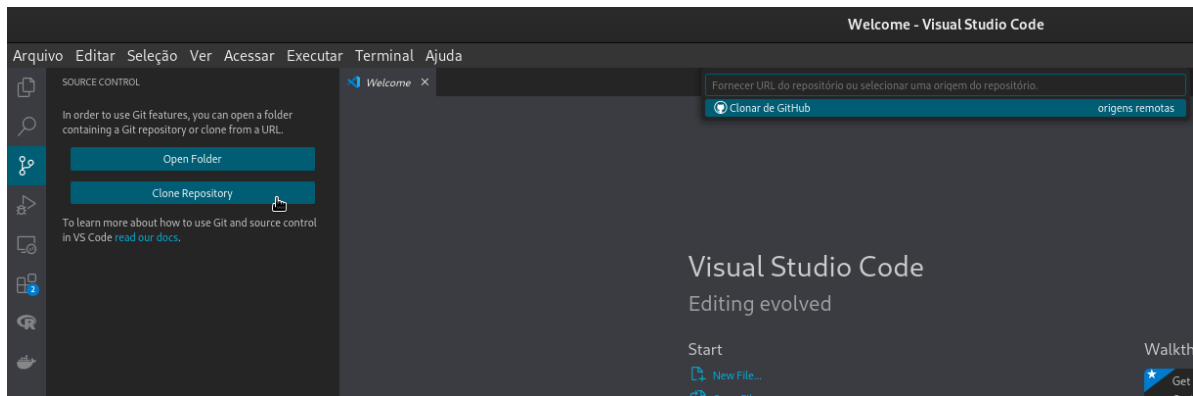 Welcome - Visual Studio Code
Arquivo Editar Seleção Ver Acessar Executar Terminal Ajuda
SOURCE CONTROL
In order to use Git features, you can open a folder
containing a Git repository or clone from a URL.
Open Folder
Clone Repository
To learn more about how to use Git and source control
in VS Code read our docs.
2
R
Welcome
Fornecer URL do repositório ou selecionar uma origem do repositório.
Clonar de GitHub origens remotas
Visual Studio Code
Editing evolved
Start
New File...
Walkth
Get